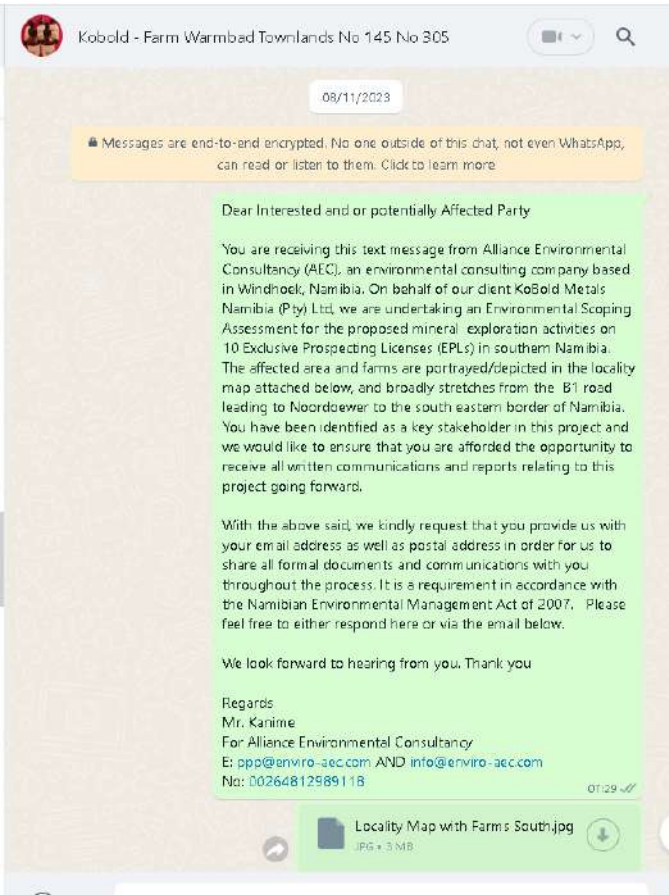 Kobold - Farm Warmbad Townlands No 145 No 305
08/11/2023
Messages are end-to-end encrypted. No one outside of this chat, not even WhatsApp,
can read or listen to them. Click to learn more
Dear Interested and or potentially Affected Party
You are receiving this text message from Alliance Environmental
Consultancy (AEC), an environmental consulting company based
in Windhoek, Namibia. On behalf of our client KoBold Metals
Namibia (Pty) Ltd, we are undertaking an Environmental Scoping
Assessment for the proposed mineral exploration activities on
10 Exclusive Prospecting Licenses (EPLs) in southern Namibia.
The affected area and farms are portrayed/depicted in the locality
map attached below, and broadly stretches from the B1 road
leading to Noordoewer to the south eastern border of Namibia.
You have been identified as a key stakeholder in this project and
we would like to ensure that you are afforded the opportunity to
receive all written communications and reports relating to this
project going forward.
With the above said, we kindly request that you provide us with
your email address as well as postal address in order for us to
share all formal documents and communications with you
throughout the process. It is a requirement in accordance with
the Namibian Environmental Management Act of 2007. Please
feel free to either respond here or via the email below.
We look forward to hearing from you. Thank you
Regards
Mr. Kanime
For Alliance Environmental Consultancy
E: ppp@enviro-aec.com AND info@enviro-aec.com
No: 00264812989118
07:29
Locality Map with Farms South.jpg
JPG • 3 MB